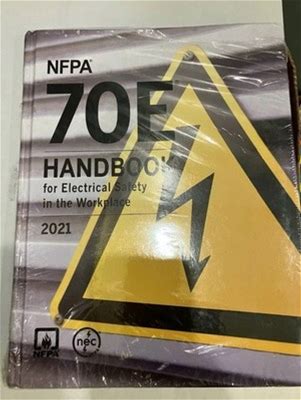 NFPA®
70E
HANDBOOK
for Electrical Safety
in the Workplace
2021
NFPA
nec